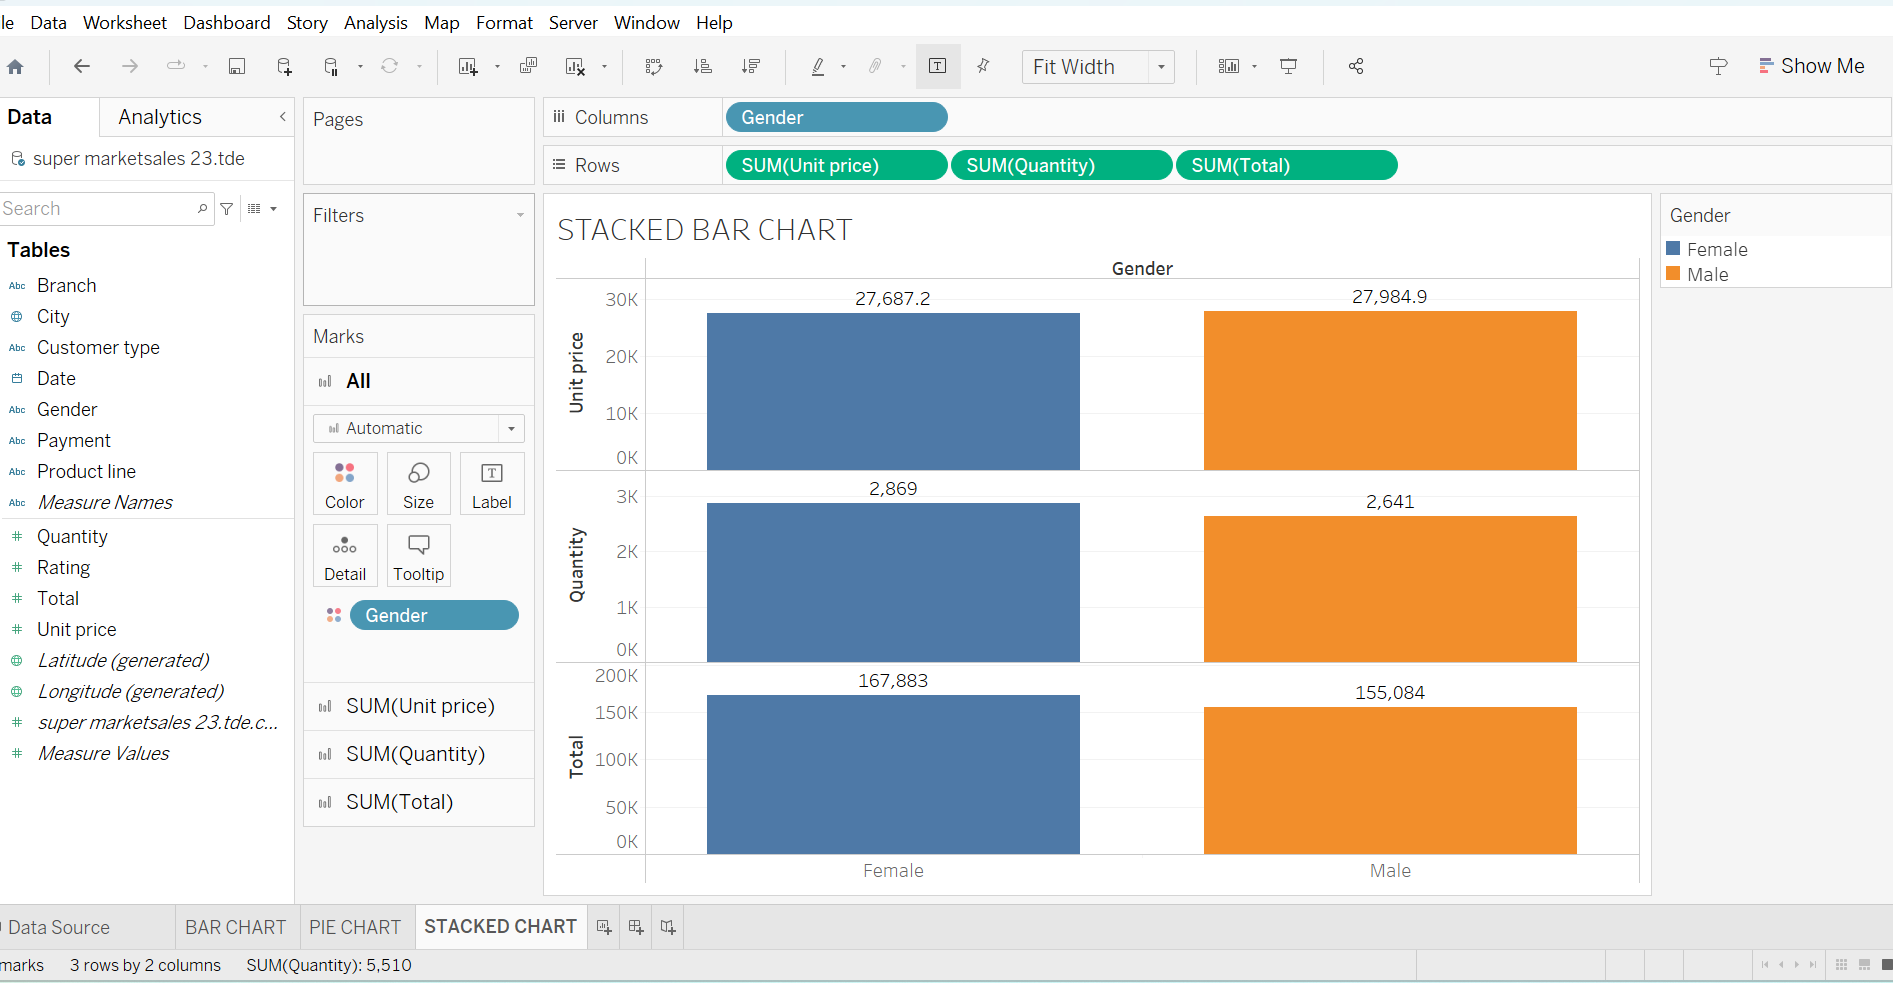 le Data Worksheet Dashboard Story Analysis Map Format Server Window Help
Fit Width
Show Me
Data Analytics
super marketsales 23.tde
Search
Tables
Abc Branch
City
Abc Customer type
Date
Abc Gender
Abc Payment
Abc Product line
Abc Measure Names
# Quantity
# Rating
# Total
# Unit price
Latitude (generated)
Longitude (generated)
# super marketsales 23.tde.c...
# Measure Values
Pages
Filters
Marks
All
Automatic
Color Size T Label
Detail Tooltip
Gender
SUM(Unit price)
SUM(Quantity)
SUM(Total)
Columns Gender
Rows SUM(Unit price) SUM(Quantity) SUM(Total)
STACKED BAR CHART
Gender
Unit price
30K
20K
10K
0K
27,687.2 27,984.9
Quantity
3K
2K
1K
0K
2,869 2,641
Total
200K
150K
100K
50K
0K
167,883 155,084
Female Male
Gender
Female
Male
Data Source BAR CHART PIE CHART STACKED CHART
marks 3 rows by 2 columns SUM(Quantity): 5,510